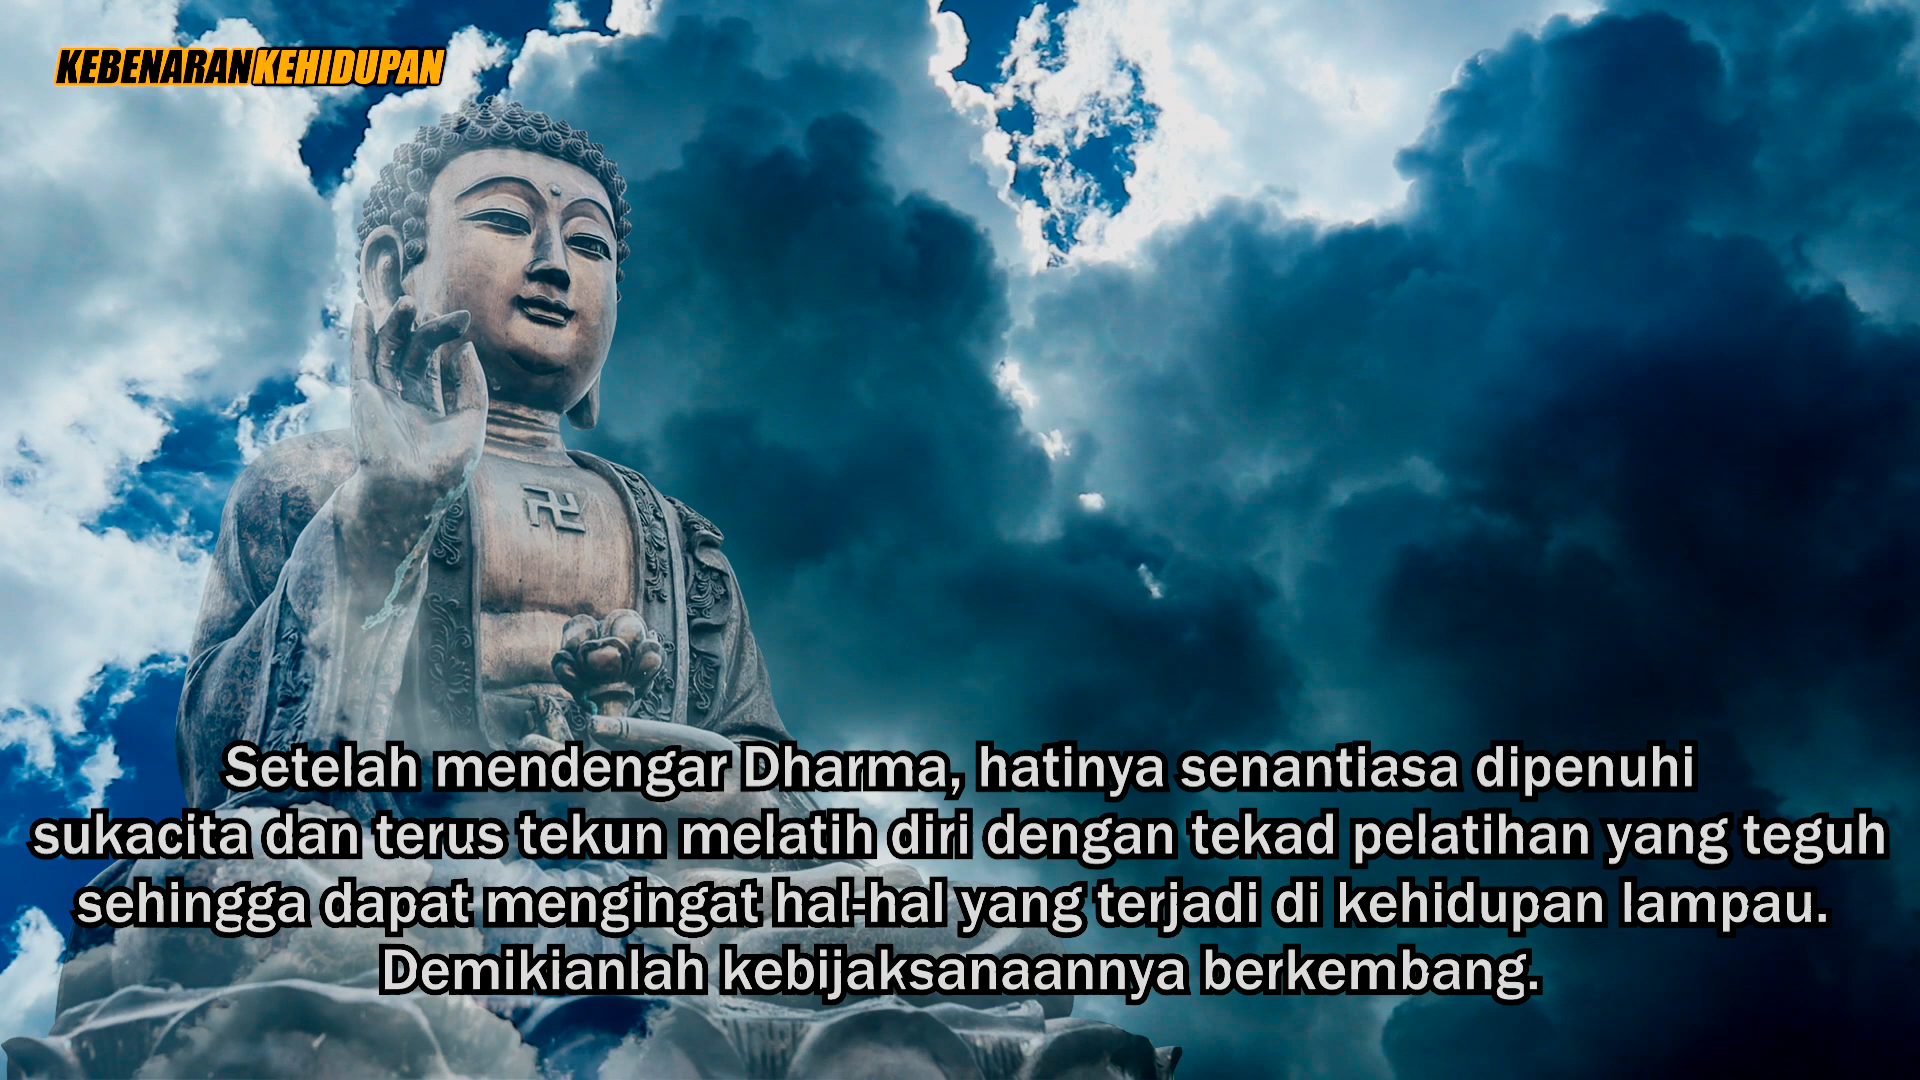 KEBENARANKEHIDUPAN
Setelah mendengar Dharma, hatinya senantiasa dipenuhi
sukacita dan terus tekun melatih diri dengan tekad pelatihan yang teguh
sehingga dapat mengingat hal-hal yang terjadi di kehidupan lampau.
Demikianlah kebijaksanaannya berkembang.